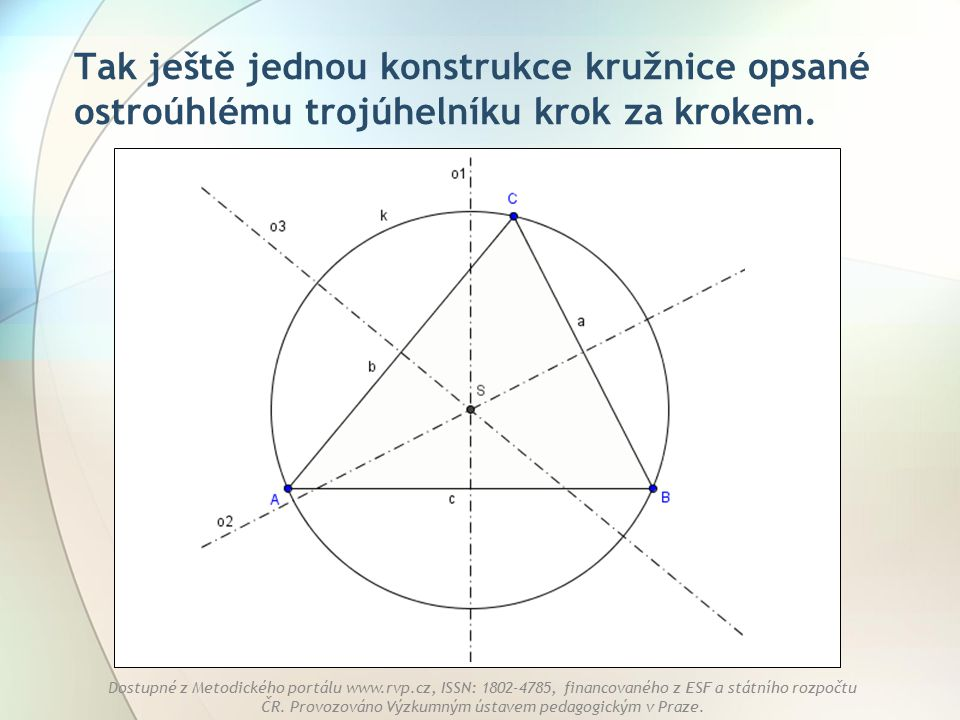 Tak ještě jednou konstrukce kružnice opsané
ostroúhlému trojúhelníku krok za krokem.
o1
C
k
o3
a
b
S
A
c
B
o2
Dostupné z Metodického portálu www.rvp.cz, ISSN: 1802-4785, financovaného z ESF a státního rozpočtu
ČR. Provozováno Výzkumným ústavem pedagogickým v Praze.